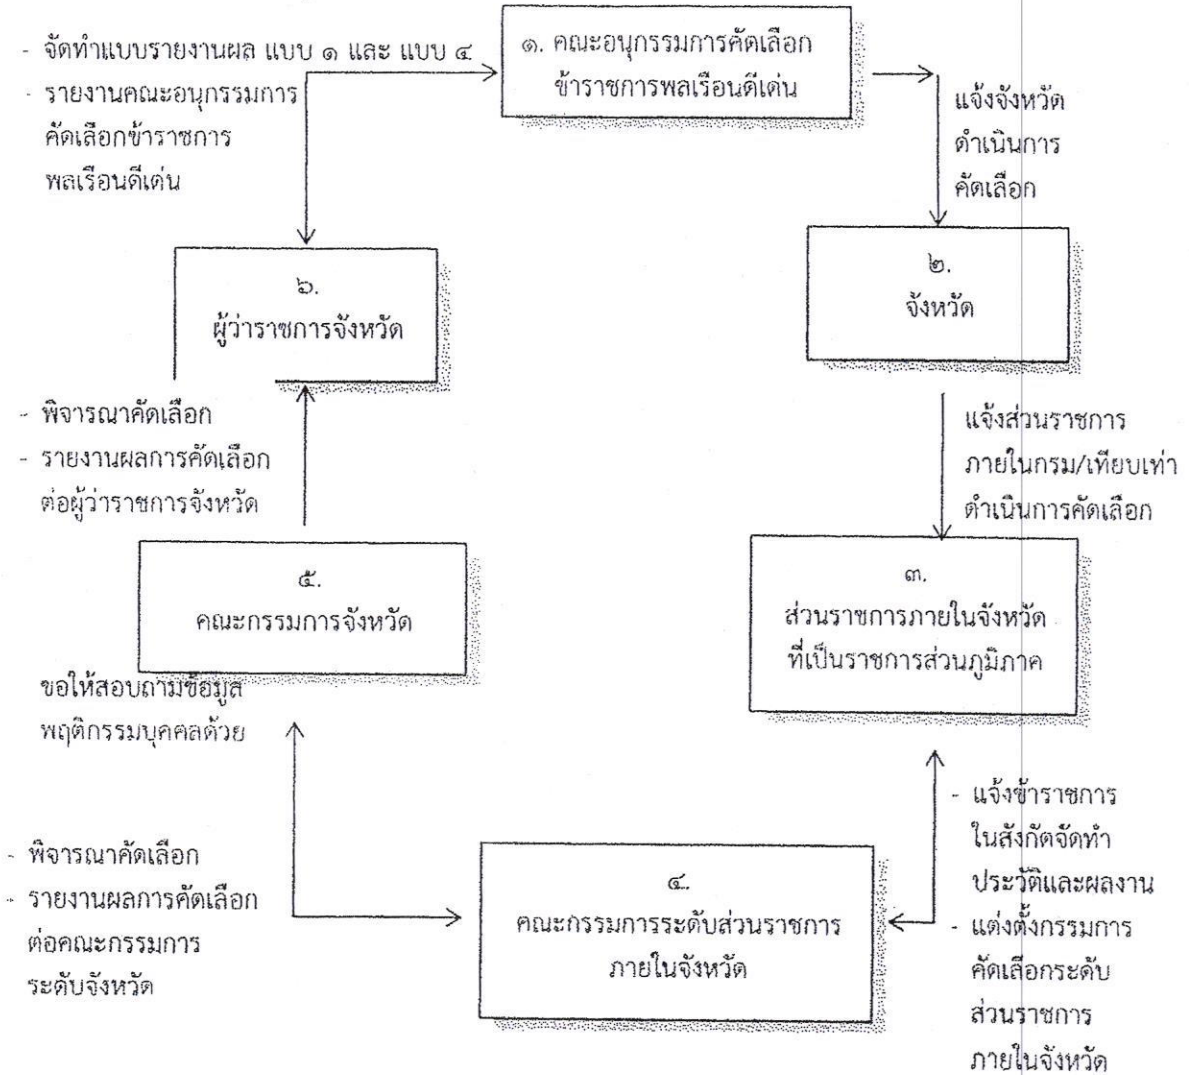 - จัดทำแบบรายงานผล แบบ ๑ และ แบบ ๔
- รายงานคณะอนุกรรมการ
คัดเลือกข้าราชการ
พลเรือนดีเด่น
๑. คณะอนุกรรมการคัดเลือก
ข้าราชการพลเรือนดีเด่น
แจ้งจังหวัด
ดำเนินการ
คัดเลือก
๒.
จังหวัด
แจ้งส่วนราชการ
ภายในกรม/เทียบเท่า
ดำเนินการคัดเลือก
๓.
ส่วนราชการภายในจังหวัด
ที่เป็นราชการส่วนภูมิภาค
- แจ้งข้าราชการ
ในสังกัดจัดทำ
ประวัติและผลงาน
- แต่งตั้งกรรมการ
คัดเลือกระดับ
ส่วนราชการ
ภายในจังหวัด
๔.
คณะกรรมการระดับส่วนราชการ
ภายในจังหวัด
- พิจารณาคัดเลือก
- รายงานผลการคัดเลือก
ต่อคณะกรรมการ
ระดับจังหวัด
๕.
คณะกรรมการจังหวัด
ขอให้สอบถามข้อมูล
พฤติกรรมบุคคลด้วย
- พิจารณาคัดเลือก
- รายงานผลการคัดเลือก
ต่อผู้ว่าราชการจังหวัด
๖.
ผู้ว่าราชการจังหวัด